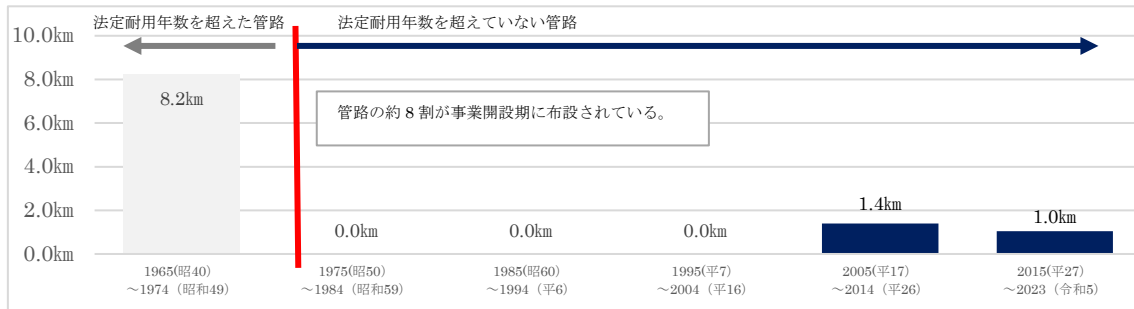 法定耐用年数を超えた管路
法定耐用年数を超えていない管路
10.0km
8.0km
6.0km
4.0km
2.0km
0.0km
8.2km
管路の約 8 割が事業開設期に布設されている。
0.0km
0.0km
0.0km
1.4km
1.0km
1965(昭40)
～1974（昭和49）
1975(昭50)
～1984（昭和59）
1985(昭60)
～1994（平6）
1995(平7)
～2004（平16）
2005(平17)
～2014（平26）
2015(平27)
～2023（令和5）